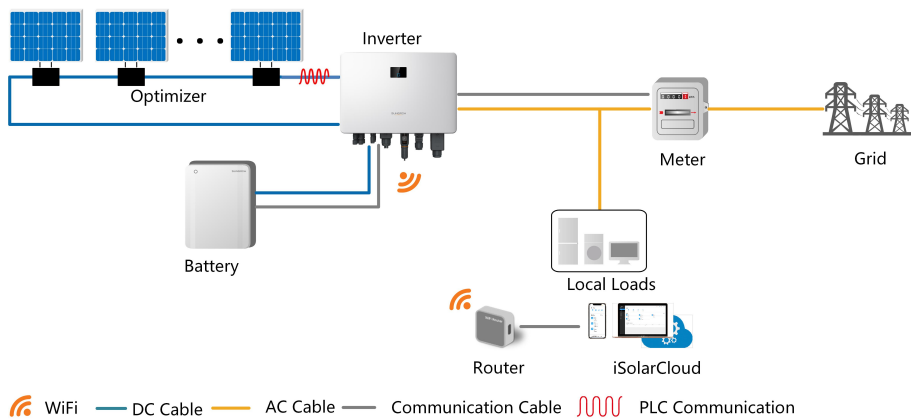 Inverter
Optimizer
Meter
Grid
Battery
Local Loads
Router
iSolarCloud
WiFi
DC Cable
AC Cable
Communication Cable
PLC Communication